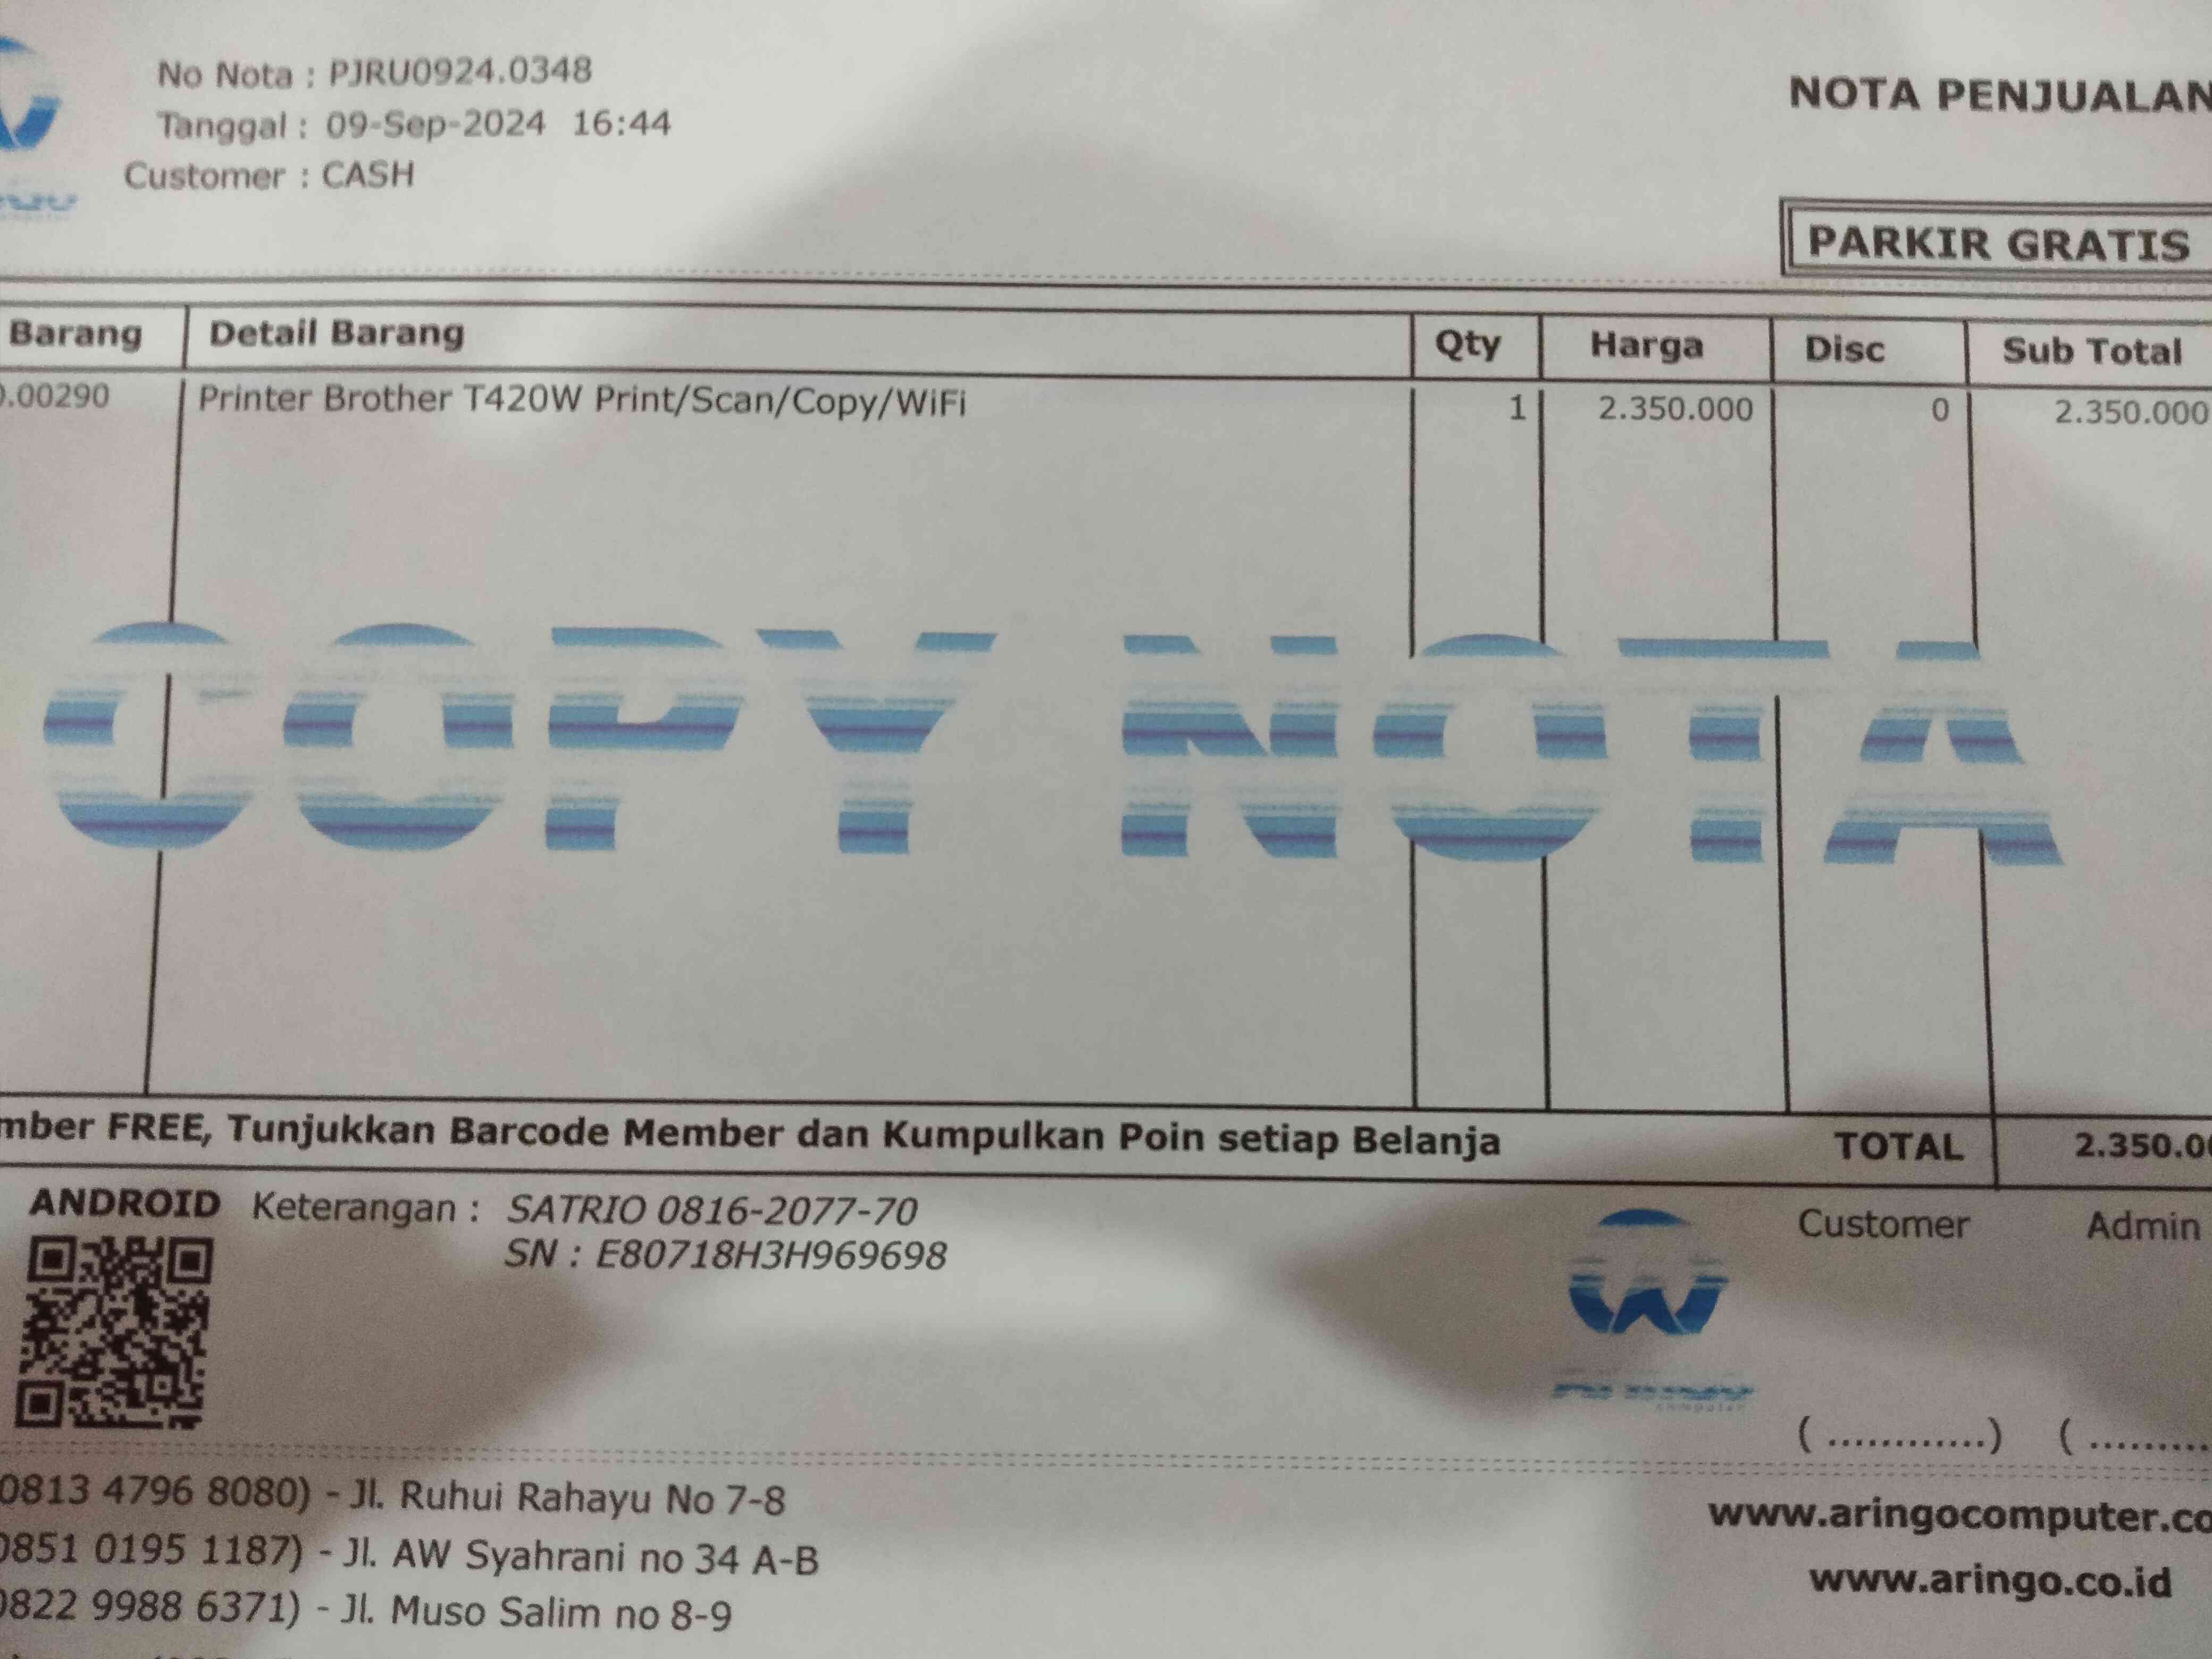 No Nota : PJRU0924.0348
NOTA PENJUALAN
Tanggal : 09-Sep-2024 16:44
Customer : CASH
PARKIR GRATIS
Barang Detail Barang Qty Harga Disc Sub Total
.00290 Printer Brother T420W Print/Scan/Copy/WiFi 1 2.350.000 0 2.350.000
COPY NOTA
mber FREE, Tunjukkan Barcode Member dan Kumpulkan Poin setiap Belanja TOTAL 2.350.00
ANDROID Keterangan : SATRIO 0816-2077-70 Customer Admin
SN : E80718H3H969698
computer
(............) (..........
0813 4796 8080) - Jl. Ruhui Rahayu No 7-8
www.aringocomputer.co
0851 0195 1187) - Jl. AW Syahrani no 34 A-B
www.aringo.co.id
0822 9988 6371) - Jl. Muso Salim no 8-9